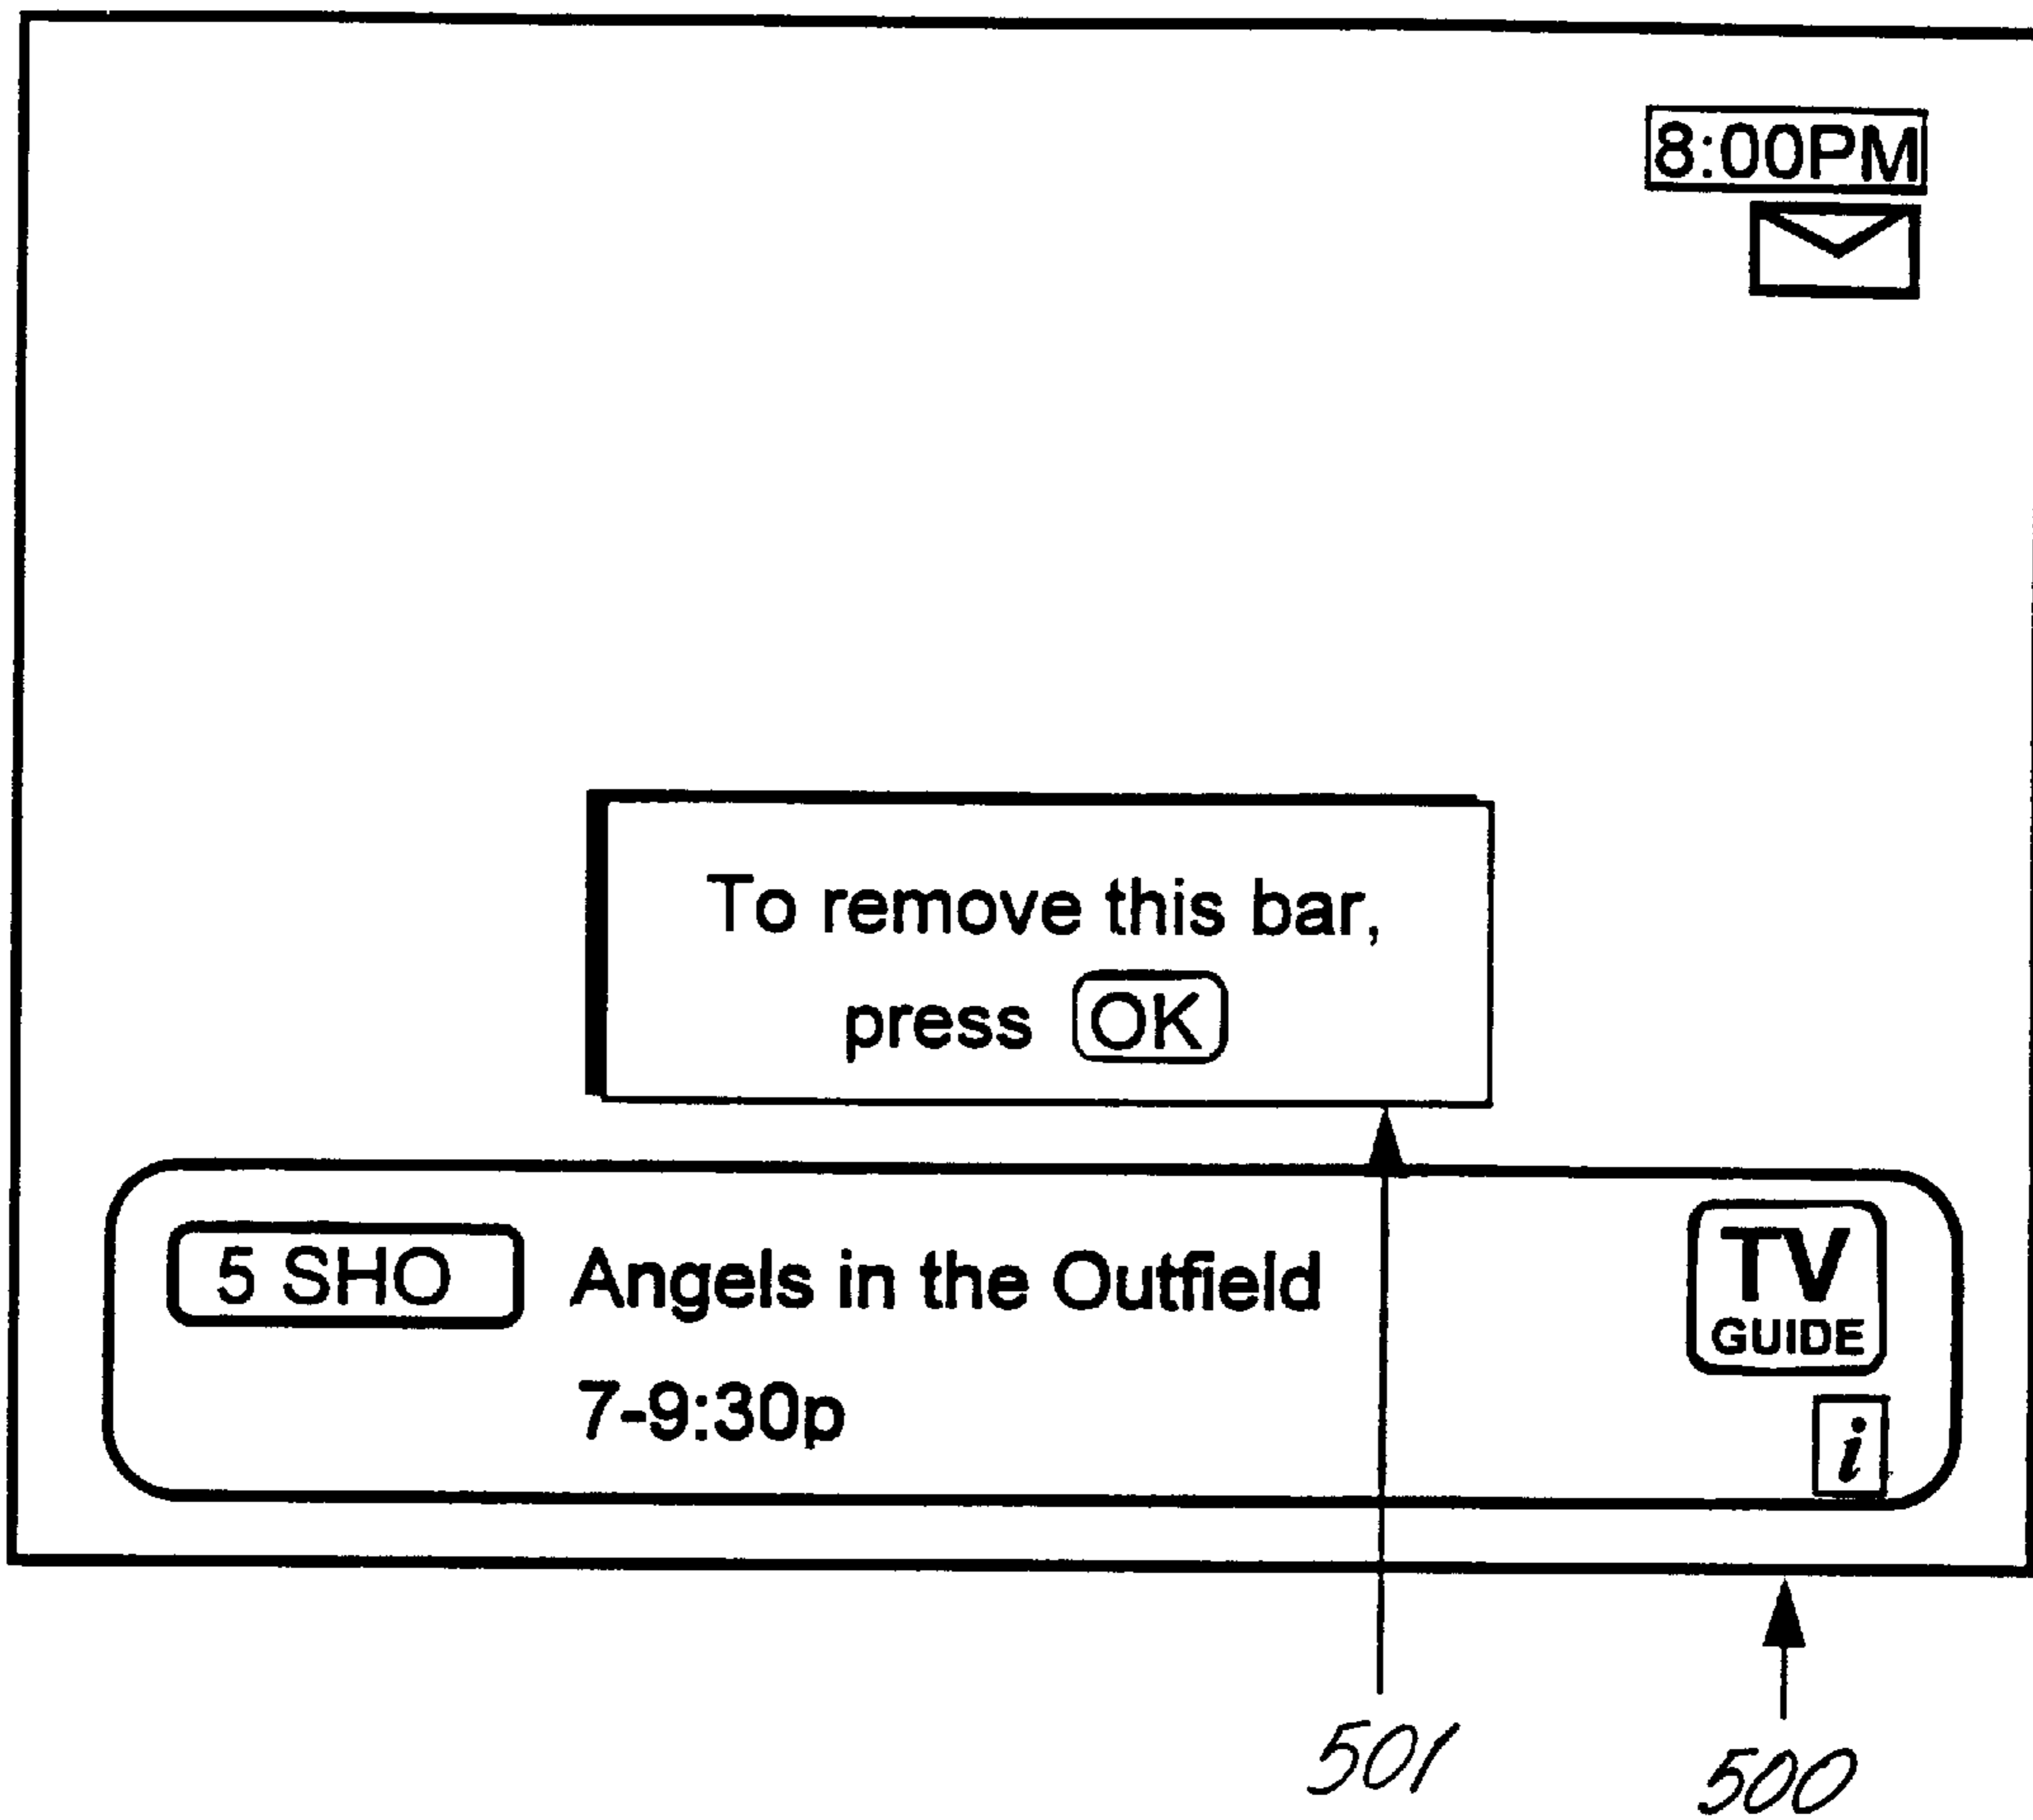 8:00PM
To remove this bar,
press OK
5 SHO Angels in the Outfield
7-9:30p
TV
GUIDE
i
501
500